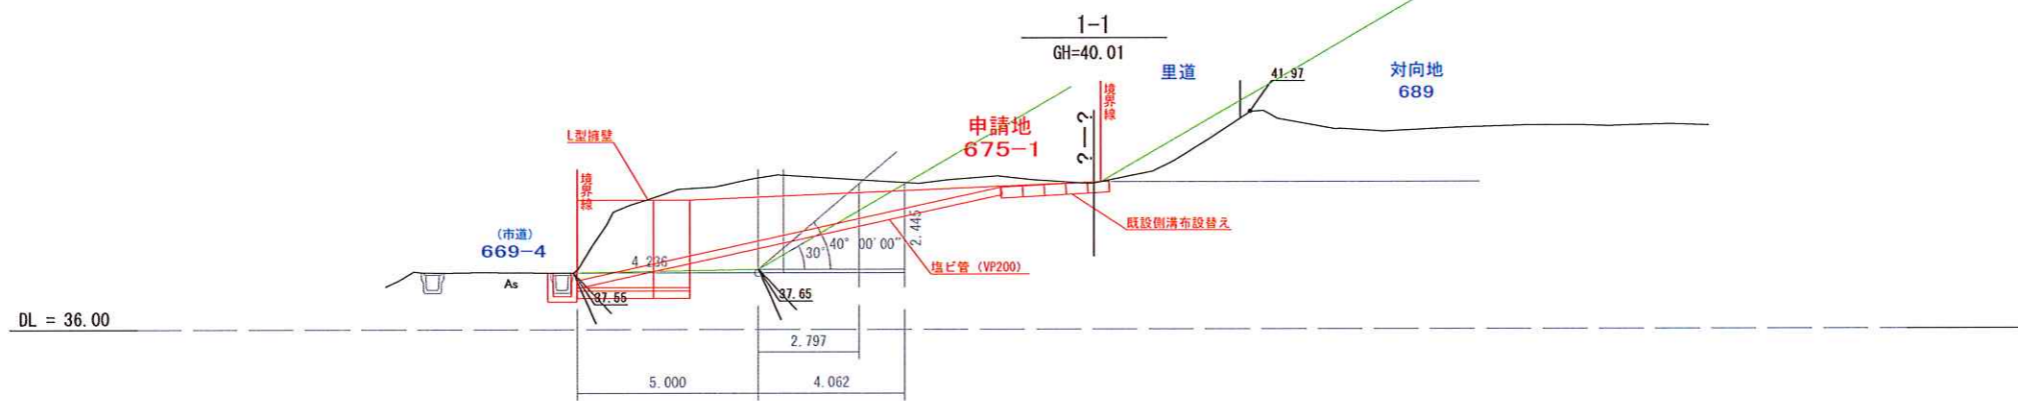 1-1
GH=40.01
里道
41.97
対向地
689
境界線
申請地
675-1
?-?
L型擁壁
境界線
(市道)
669-4
4.236
30°
40° 00' 00"
2.445
既設側溝布設替え
塩ビ管 (VP200)
As
37.55
37.65
DL = 36.00
2.797
5.000
4.062